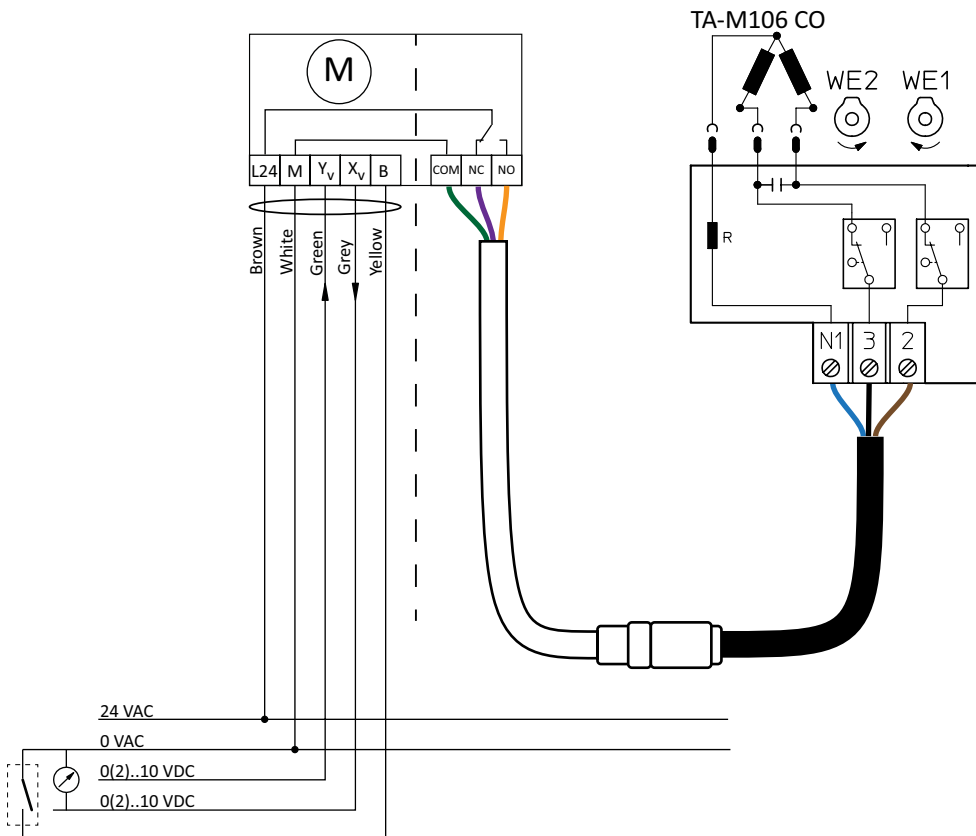 TA-M106 CO
M
WE2 WE1
L24 M Yv Xv B COM NC NO
R
Brown
White
Green
Grey
Yellow
N1 3 2
24 VAC
0 VAC
0(2)..10 VDC
0(2)..10 VDC